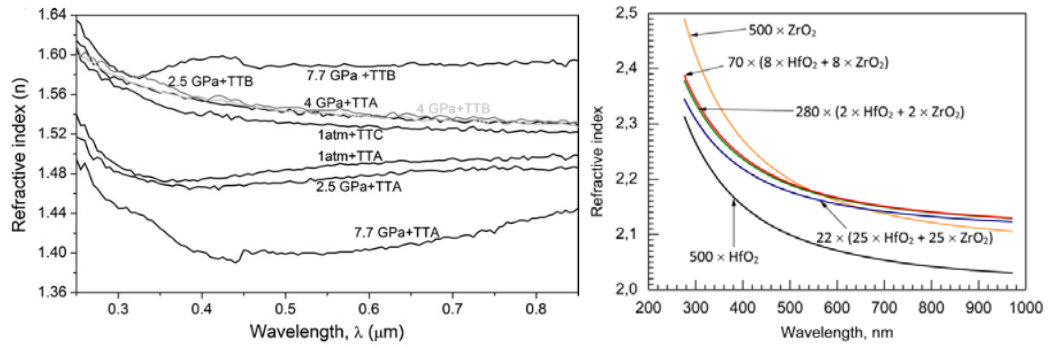 1.64
1.60
1.56
1.52
1.48
1.44
1.40
1.36
Refractive index (n)
0.3
0.4
0.5
0.6
0.7
0.8
Wavelength, λ (μm)
2.5 GPa+TTB
7.7 GPa +TTB
4 GPa+TTA
4 GPa+TTB
1atm+TTC
1atm+TTA
2.5 GPa+TTA
7.7 GPa+TTA
2,5
2,4
2,3
2,2
2,1
2,0
Refractive index
200
300
400
500
600
700
800
900
1000
Wavelength, nm
500 × ZrO₂
70 × (8 × HfO₂ + 8 × ZrO₂)
280 × (2 × HfO₂ + 2 × ZrO₂)
22 × (25 × HfO₂ + 25 × ZrO₂)
500 × HfO₂